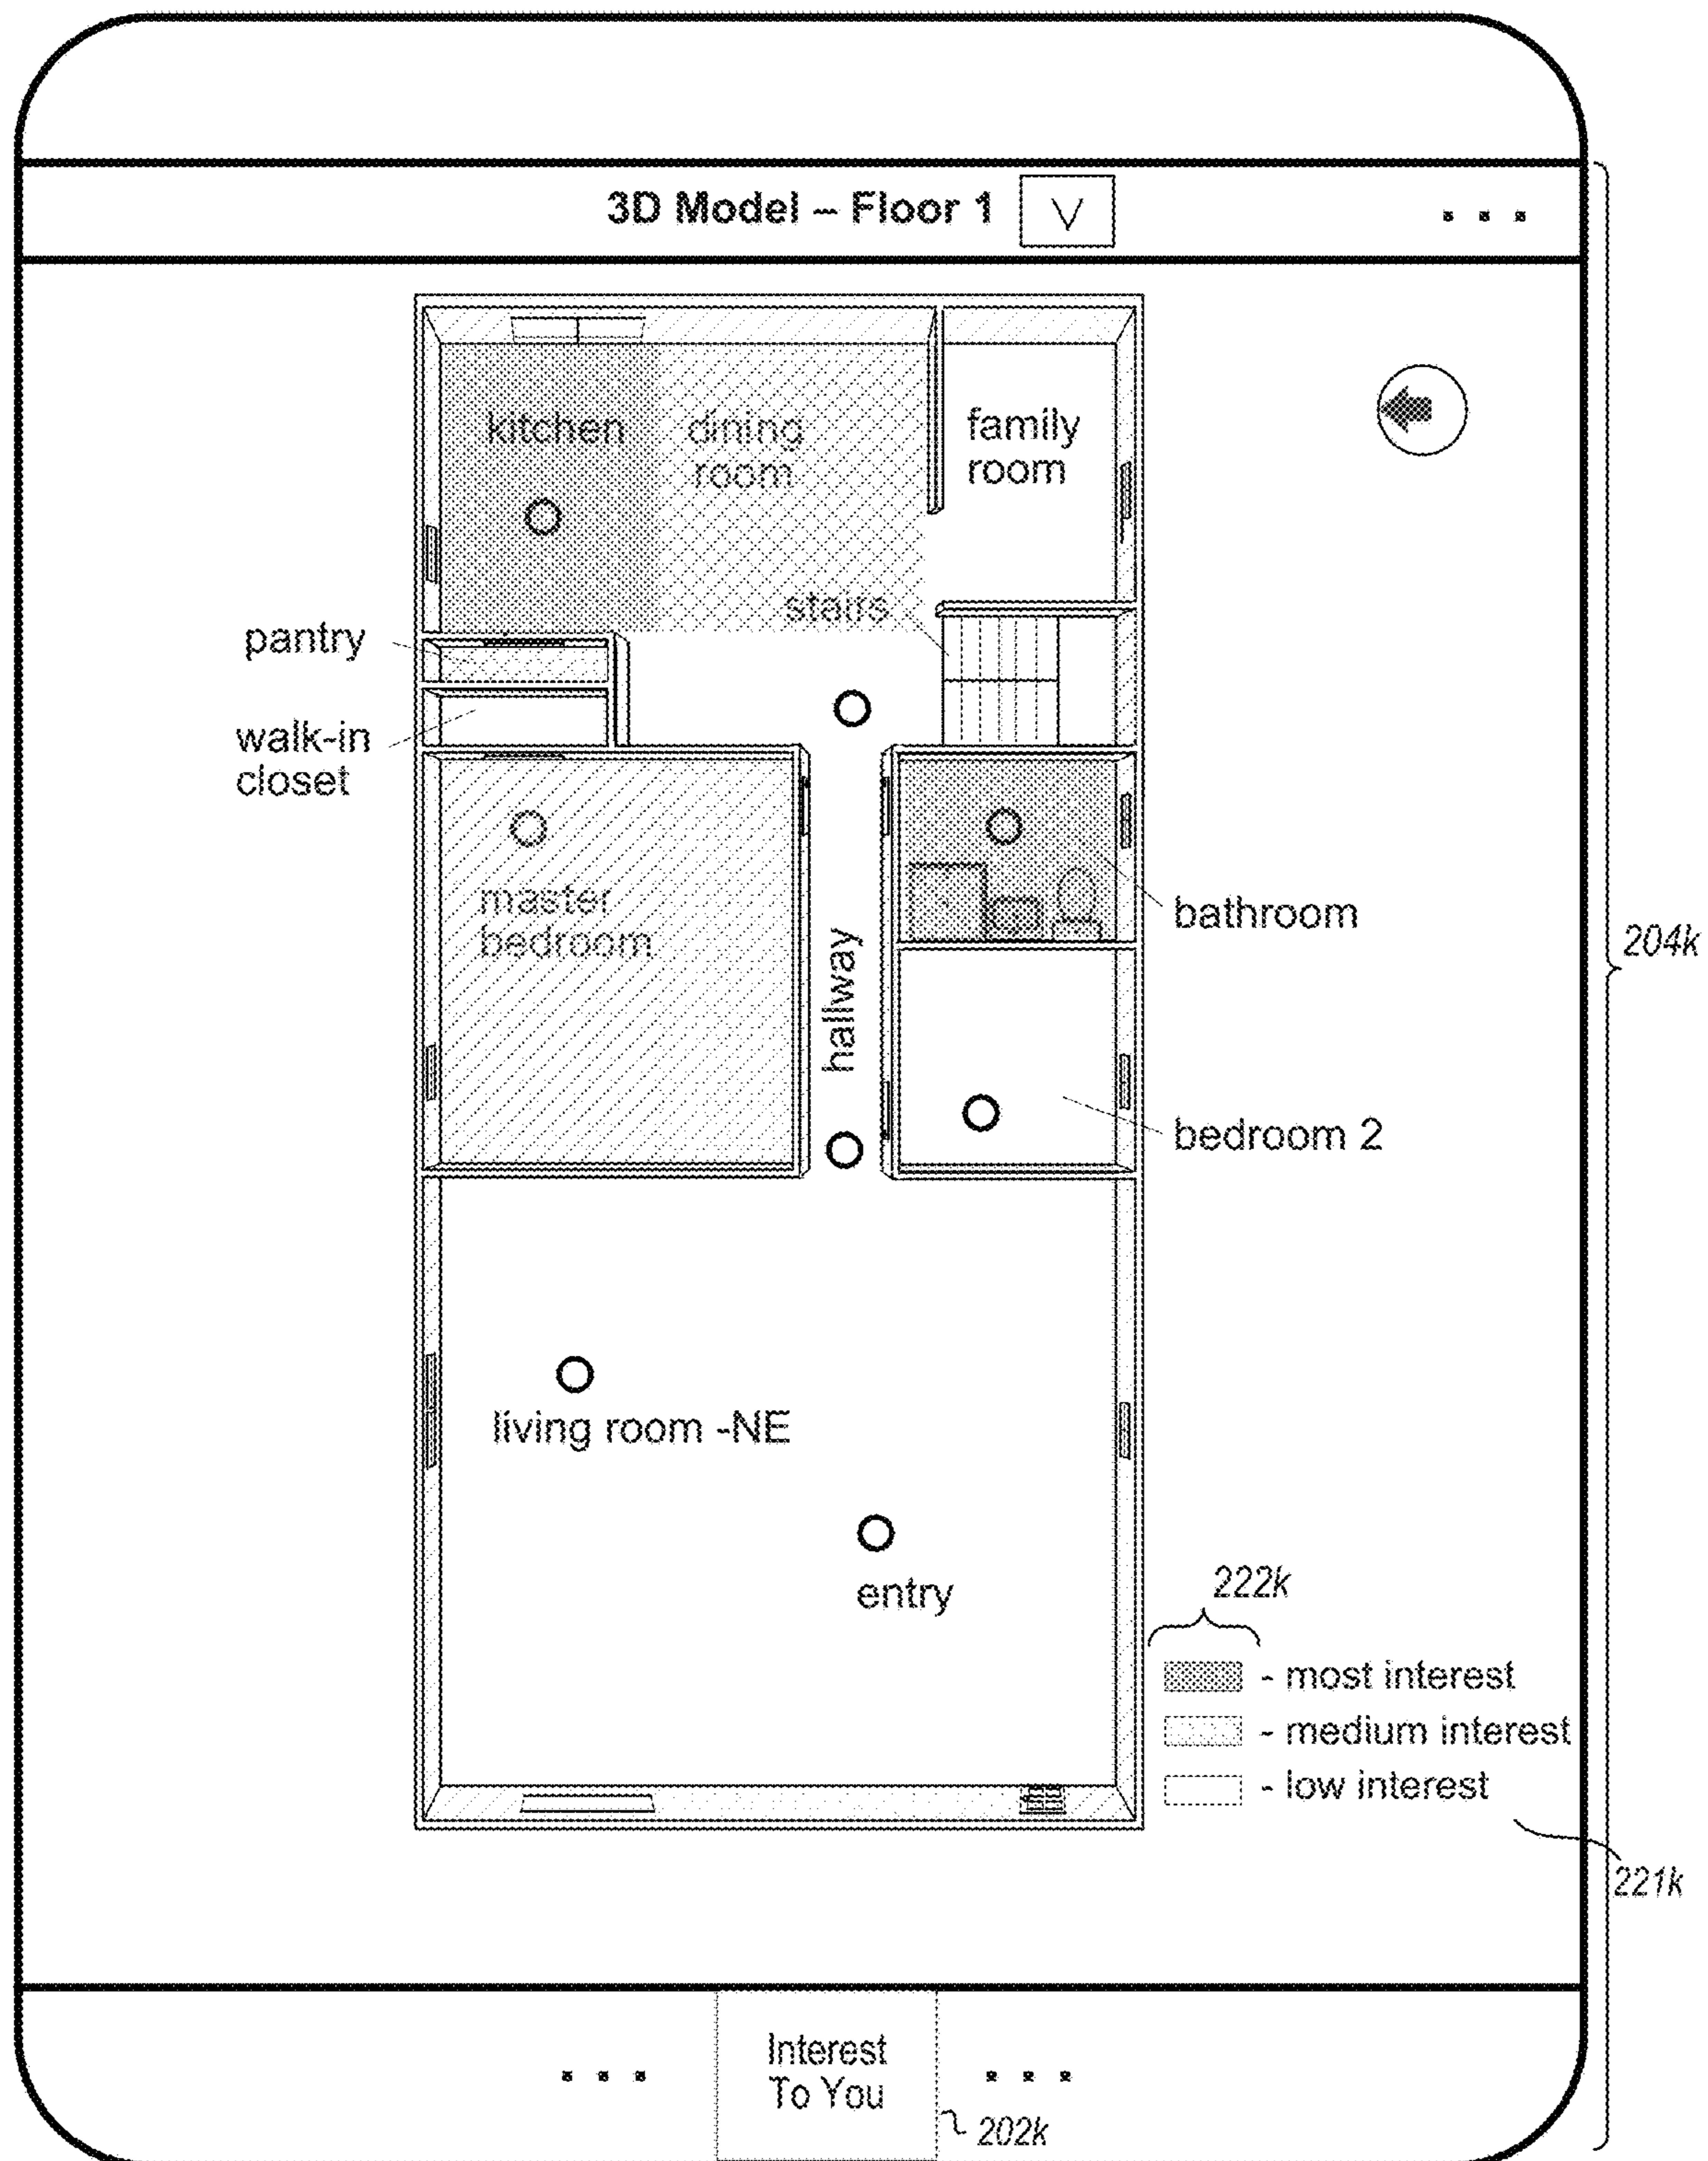 3D Model – Floor 1
V
. . .
kitchen
dining
room
family
room
stairs
pantry
walk-in
closet
master
bedroom
hallway
bathroom
204k
bedroom 2
living room -NE
entry
222k
- most interest
- medium interest
- low interest
221k
. . .
Interest
To You
. . .
202k